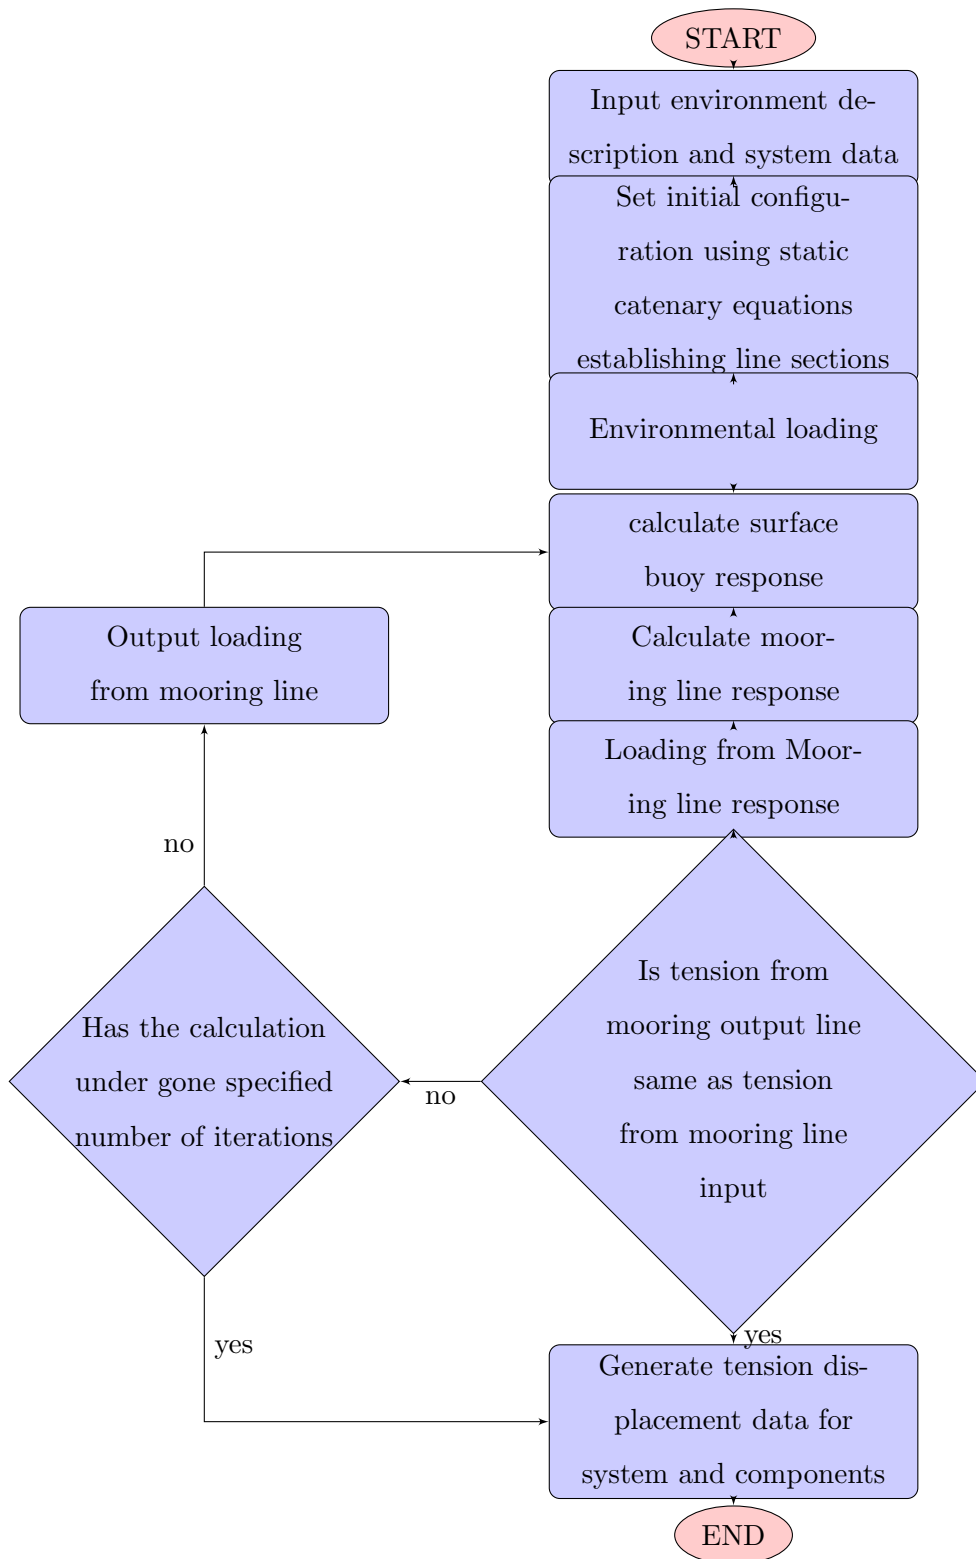 START
Input environment de-
scription and system data
Set initial configu-
ration using static
catenary equations
establishing line sections
Environmental loading
calculate surface
buoy response
Output loading
from mooring line
Calculate moor-
ing line response
Loading from Moor-
ing line response
no
Is tension from
mooring output line
same as tension
from mooring line
input
Has the calculation
under gone specified
number of iterations
no
yes
yes
Generate tension dis-
placement data for
system and components
END